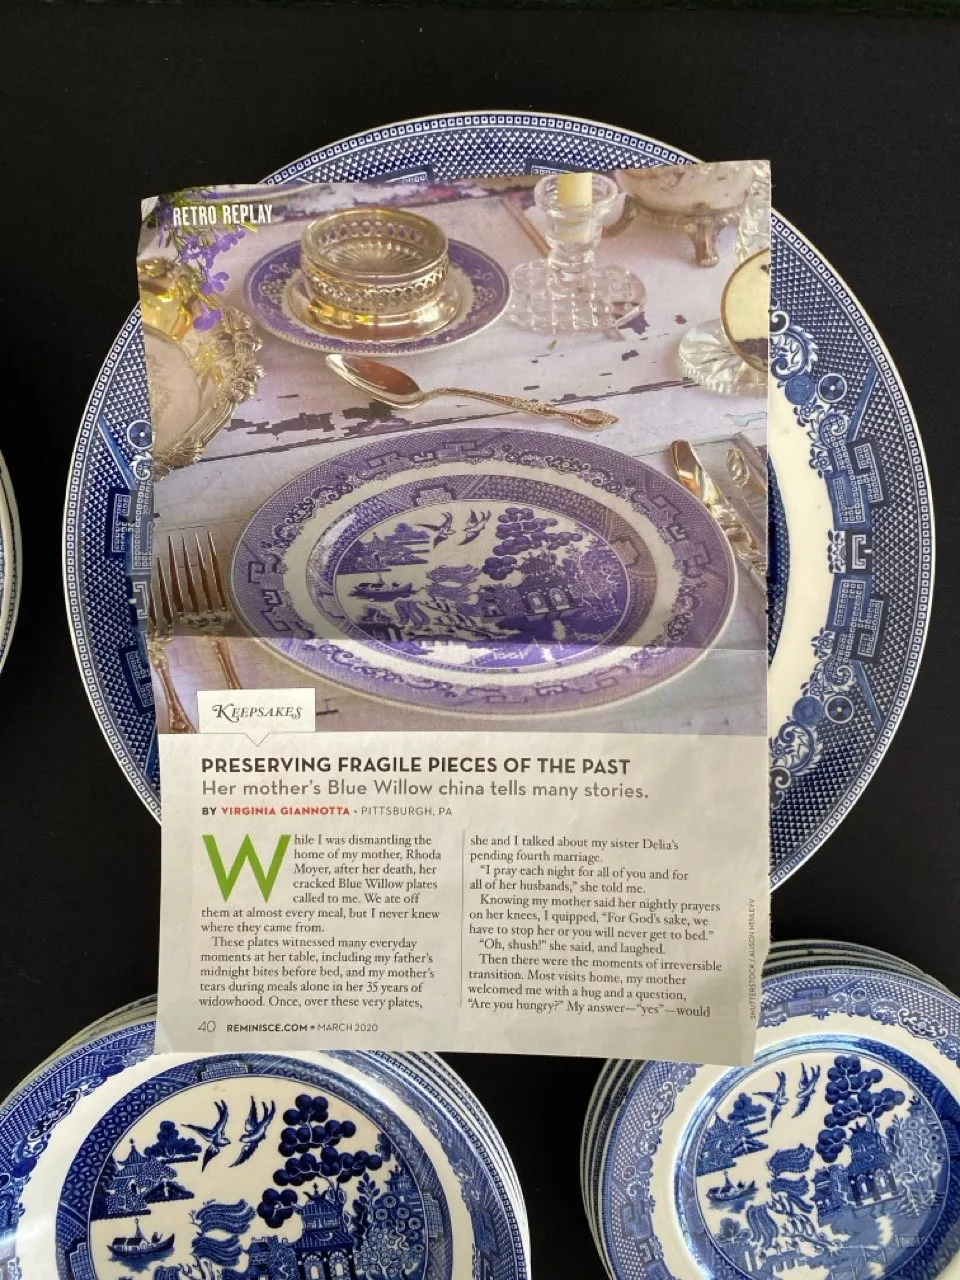 RETRO REPLAY
KEEPSAKES
PRESERVING FRAGILE PIECES OF THE PAST
Her mother's Blue Willow china tells many stories.
BY VIRGINIA GIANNOTTA • PITTSBURGH, PA
While I was dismantling the
home of my mother, Rhoda
Moyer, after her death, her
cracked Blue Willow plates
called to me. We ate off
them at almost every meal, but I never knew
where they came from.
These plates witnessed many everyday
moments at her table, including my father's
midnight bites before bed, and my mother's
tears during meals alone in her 35 years of
widowhood. Once, over these very plates,
she and I talked about my sister Delia's
pending fourth marriage.
"I pray each night for all of you and for
all of her husbands," she told me.
Knowing my mother said her nightly prayers
on her knees, I quipped, "For God's sake, we
have to stop her or you will never get to bed."
"Oh, shush!" she said, and laughed.
Then there were the moments of irreversible
transition. Most visits home, my mother
welcomed me with a hug and a question,
"Are you hungry?" My answer—"yes"—would
SHUTTERSTOCK / ALISON HENLEYV
40 REMINISCE.COM • MARCH 2020